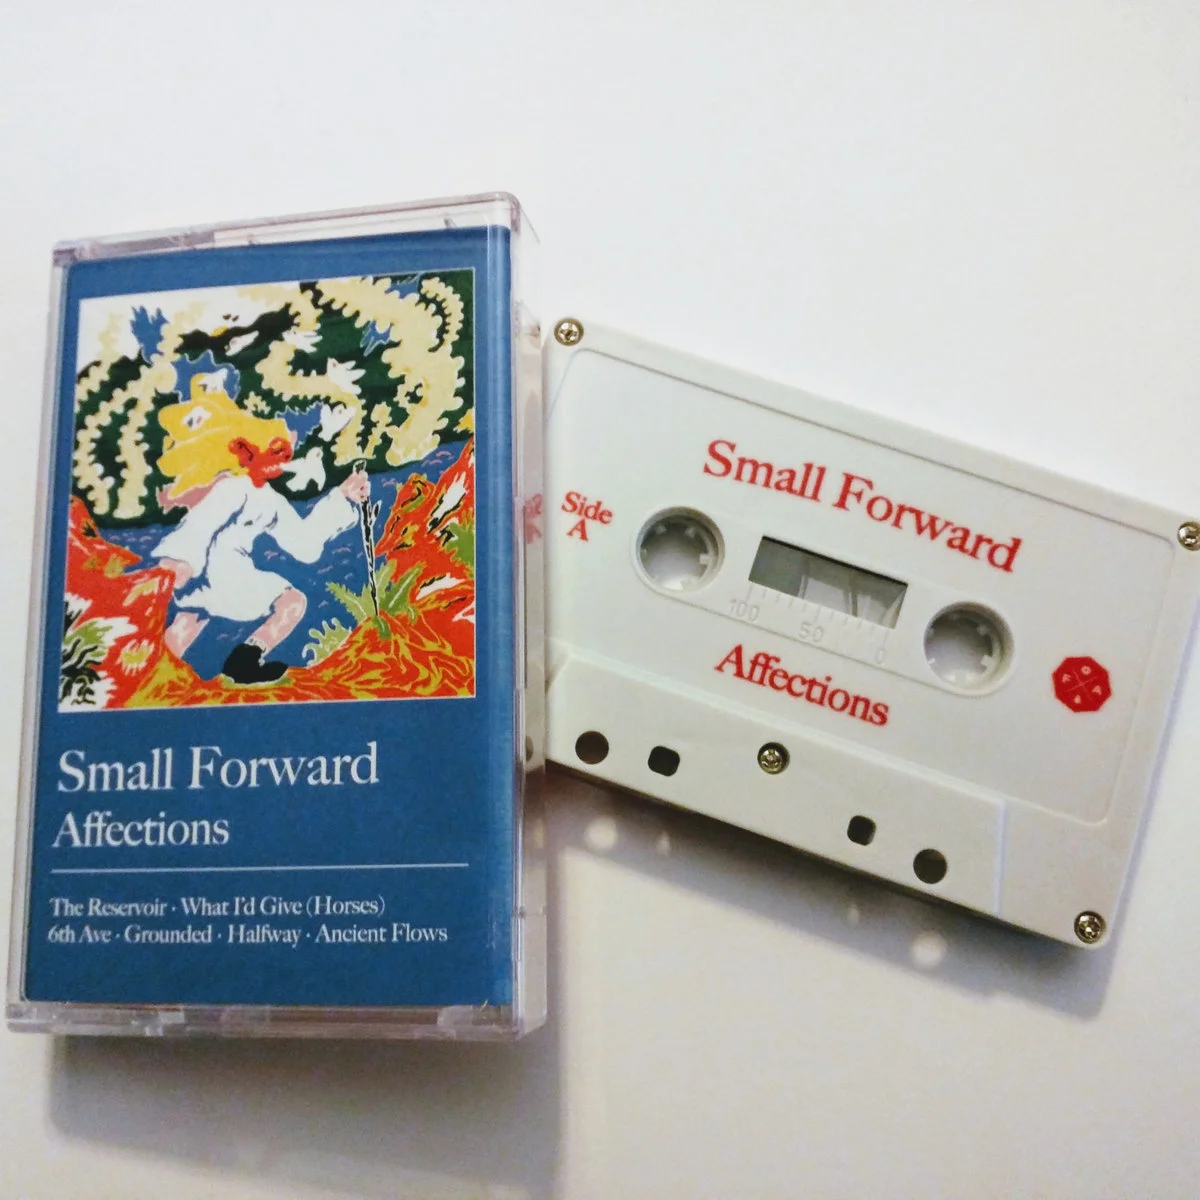 Small Forward
Affections
The Reservoir · What I'd Give (Horses)
6th Ave · Grounded · Halfway · Ancient Flows
Small Forward
Side
A
100 50 0
Affections